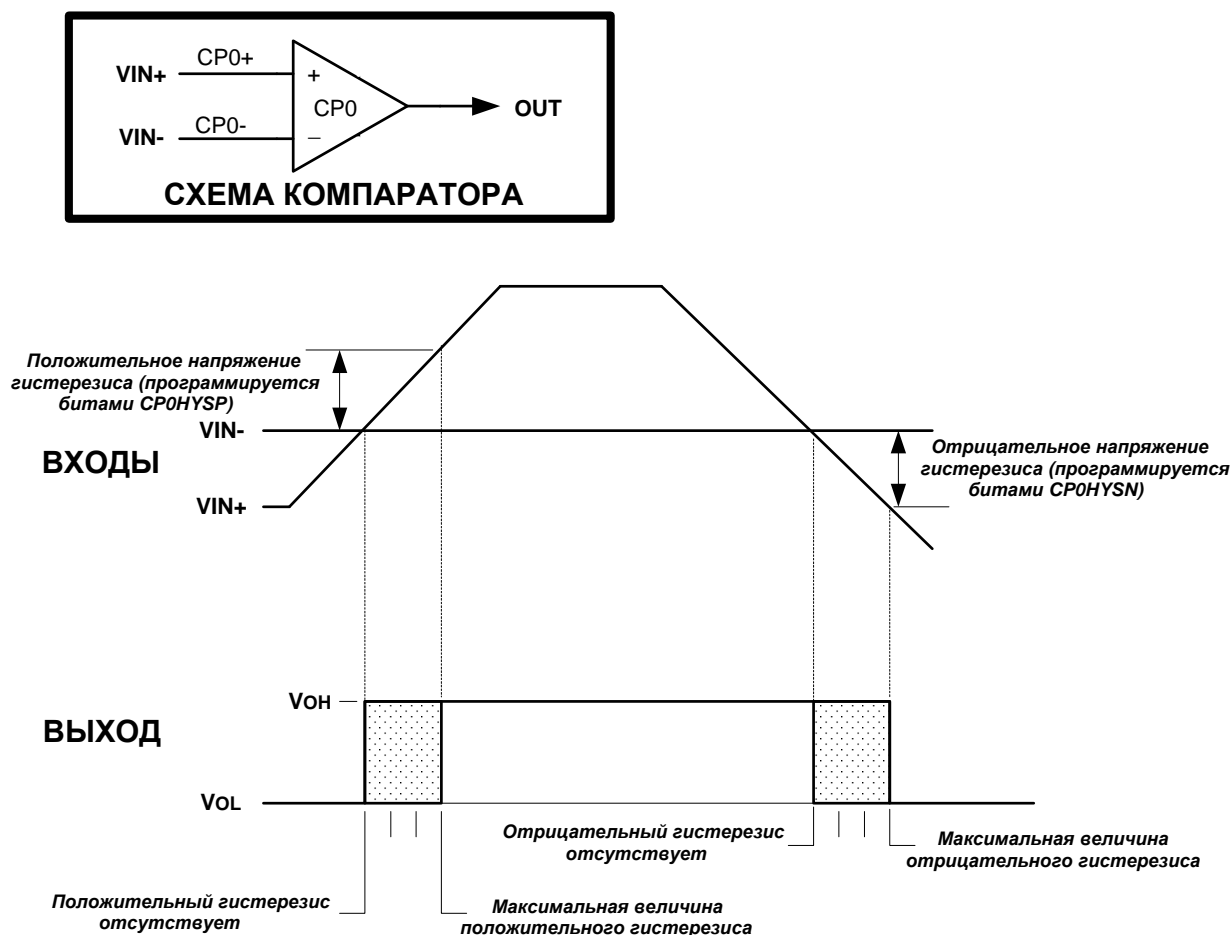 VIN+
CP0+
+
CP0
OUT
VIN-
CP0-
−
СХЕМА КОМПАРАТОРА
Положительное напряжение
гистерезиса (программируется
битами CP0HYSP)
VIN-
ВХОДЫ
VIN+
Отрицательное напряжение
гистерезиса (программируется
битами CP0HYSN)
VOH
ВЫХОД
VOL
Отрицательный гистерезис
отсутствует
Максимальная величина
отрицательного гистерезиса
Положительный гистерезис
отсутствует
Максимальная величина
положительного гистерезиса